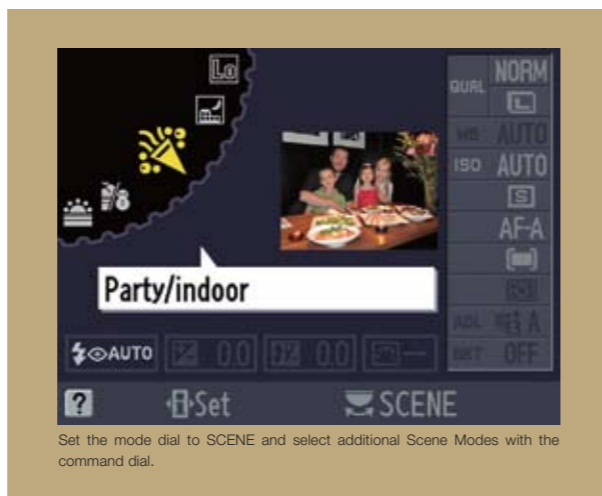 Lo
NORM
QUAL
L
WB AUTO
ISO AUTO
S
AF-A
Party/indoor
ADL A
AUTO 0.0 0.0 --
BKT OFF
? Set SCENE
Set the mode dial to SCENE and select additional Scene Modes with the
command dial.